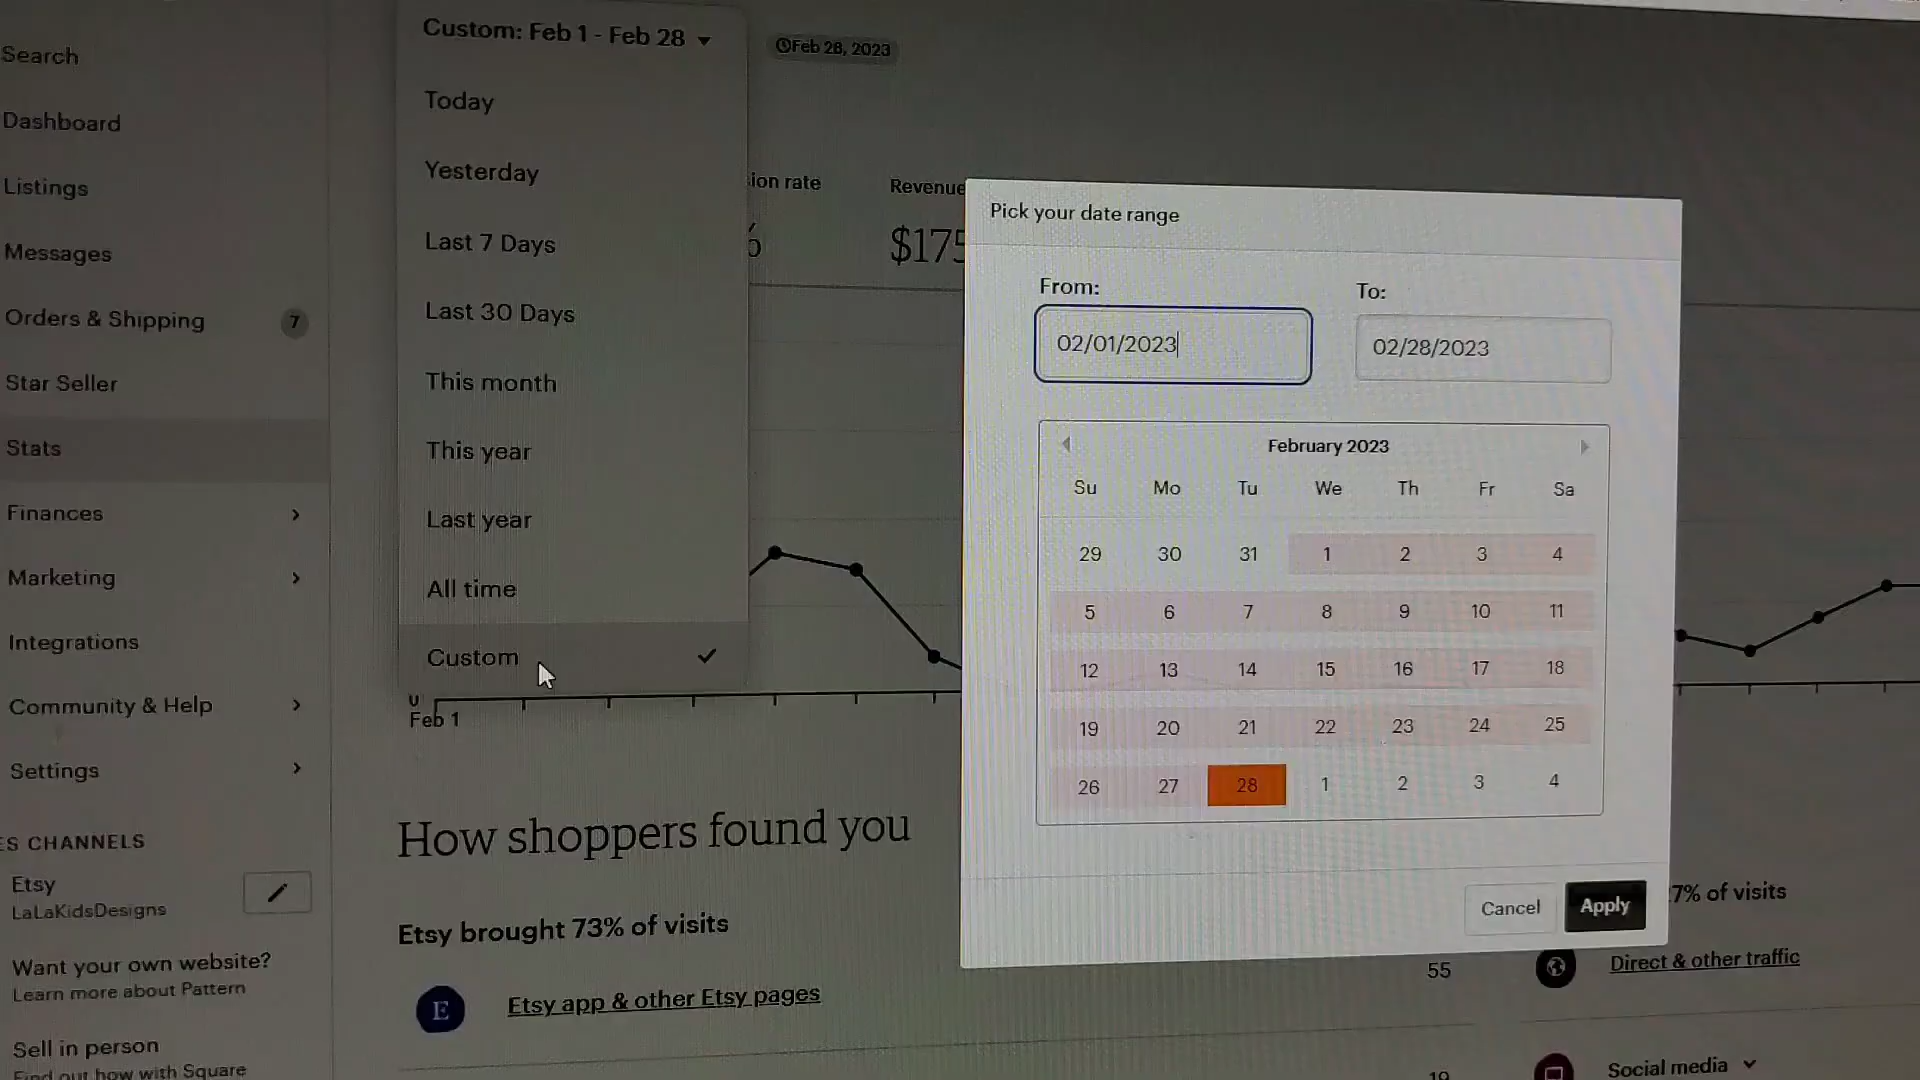 Search
Dashboard
Listings
Messages
Orders & Shipping 7
Star Seller
Stats
Finances
Marketing
Integrations
Community & Help
Settings
CHANNELS
Etsy
LaLaKidsDesigns
Want your own website?
Learn more about Pattern
Sell in person
Find out how with Square
Custom: Feb 1 - Feb 28
Today
Yesterday
Last 7 Days
Last 30 Days
This month
This year
Last year
All time
Custom
Feb 28, 2023
rate
Revenue
$175
Feb 1
Pick your date range
From:
To:
02/01/2023
02/28/2023
February 2023
Su Mo Tu We Th Fr Sa
29 30 31 1 2 3 4
5 6 7 8 9 10 11
12 13 14 15 16 17 18
19 20 21 22 23 24 25
26 27 28 1 2 3 4
Cancel
Apply
How shoppers found you
Etsy brought 73% of visits
7% of visits
E
Etsy app & other Etsy pages
55
Direct & other traffic
19
Social media